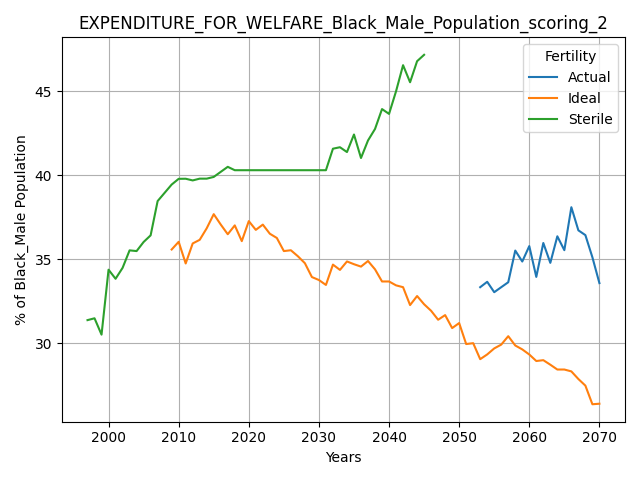 EXPENDITURE_FOR_WELFARE_Black_Male_Population_scoring_2
Fertility
Actual
Ideal
Sterile
% of Black_Male Population
45
40
35
30
2000 2010 2020 2030 2040 2050 2060 2070
Years